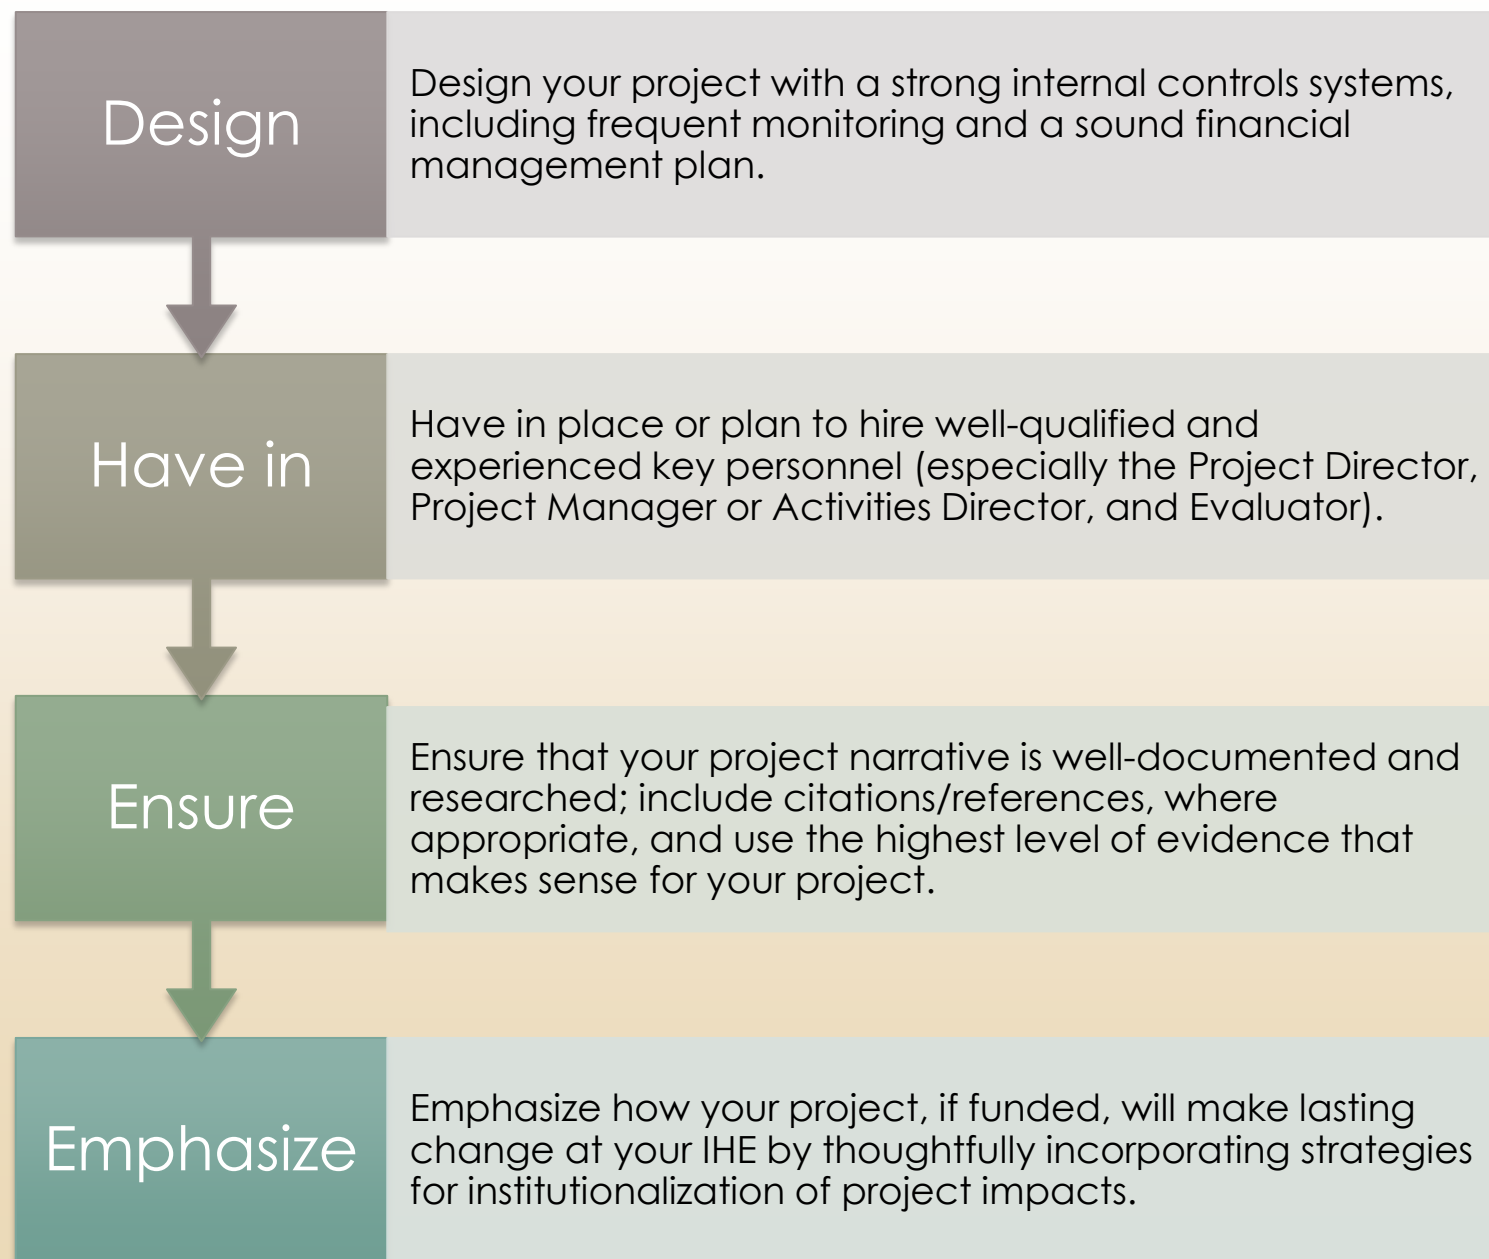 Design
Design your project with a strong internal controls systems,
including frequent monitoring and a sound financial
management plan.
Have in
Have in place or plan to hire well-qualified and
experienced key personnel (especially the Project Director,
Project Manager or Activities Director, and Evaluator).
Ensure
Ensure that your project narrative is well-documented and
researched; include citations/references, where
appropriate, and use the highest level of evidence that
makes sense for your project.
Emphasize
Emphasize how your project, if funded, will make lasting
change at your IHE by thoughtfully incorporating strategies
for institutionalization of project impacts.